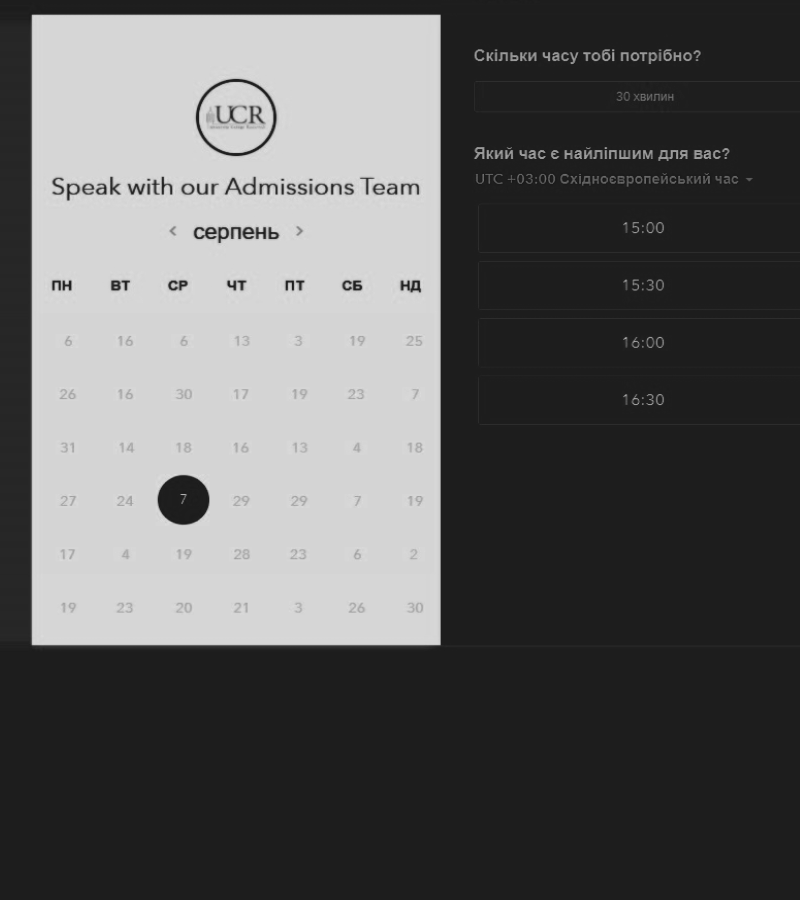 UCR
Speak with our Admissions Team
< серпень >
ПН ВТ СР ЧТ ПТ СБ НД
6 16 6 13 3 19 25
26 16 30 17 19 23 7
31 14 18 16 13 4 18
27 24 7 29 29 7 19
17 4 19 28 23 6 2
19 23 20 21 3 26 30
Скільки часу тобі потрібно?
30 хвилин
Який час є найліпшим для вас?
UTC +03:00 Східноєвропейський час
15:00
15:30
16:00
16:30